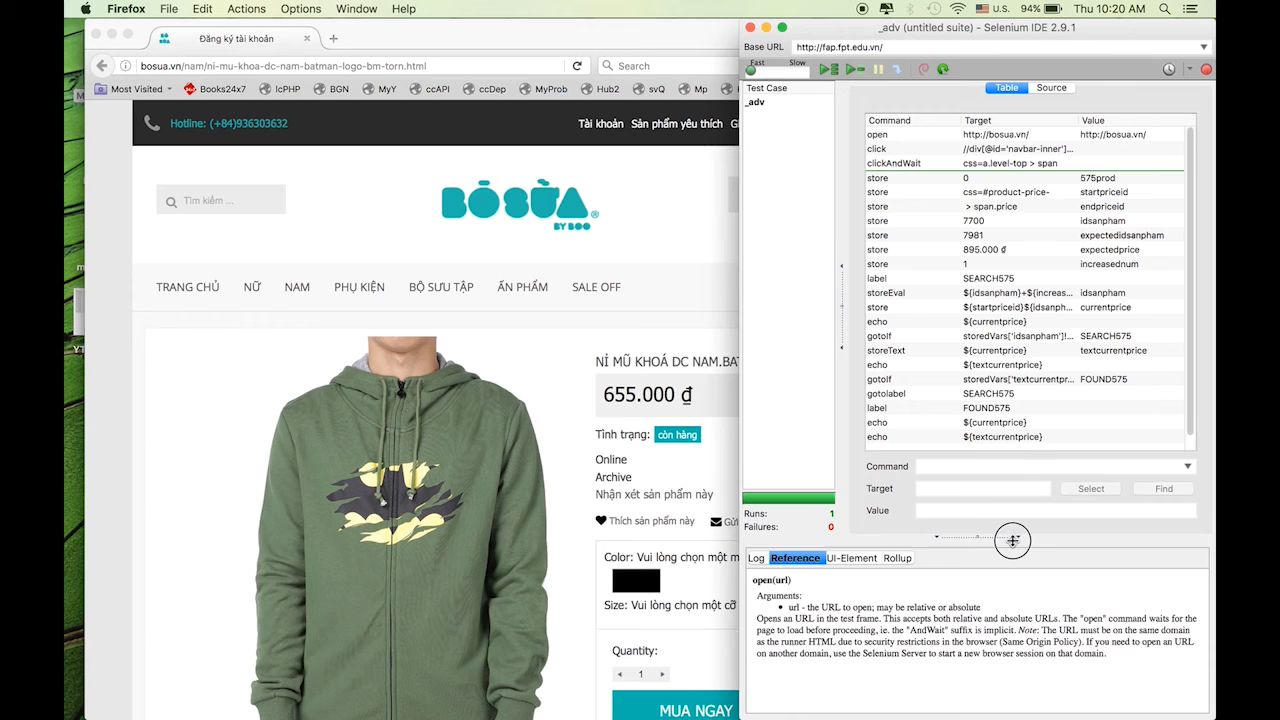 Firefox File Edit Actions Options Window Help U.S. 94% Thu 10:20 AM
Đăng ký tài khoản
_adv (untitled suite) - Selenium IDE 2.9.1
bosua.vn/nam/ni-mu-khoa-dc-nam-batman-logo-bm-torn.html Search
Base URL http://fap.fpt.edu.vn/
Fast Slow
Most Visited Books24x7 IcPHC BGN MyY ccAPI ccDep MyProb Hub2 svQ Mp
Test Case Table Source
_adv
Hotline: (+84)936303632 Tài khoản Sản phẩm yêu thích
Tìm kiếm ...
BÒ SỮA
BY BOO
TRANG CHỦ NỮ NAM PHỤ KIỆN BỘ SƯU TẬP ẤN PHẨM SALE OFF
NỈ MŨ KHOÁ DC NAM.BAT
655.000 ₫
Tình trạng: còn hàng
Online
Archive
Nhận xét sản phẩm này
Thích sản phẩm này Gửi
Color: Vui lòng chọn một m
Size: Vui lòng chọn một cỡ
Quantity:
1
MUA NGAY
Command Target Value
open http://bosua.vn/ http://bosua.vn/
click //div[@id='navbar-inner']...
clickAndWait css=a.level-top > span
store 0 575prod
store css=#product-price- startpriceid
store > span.price endpriceid
store 7700 idsanpham
store 7981 expectedidsanpham
store 895.000 ₫ expectedprice
store 1 increasednum
label SEARCH575
storeEval ${idsanpham}+${increas... idsanpham
store ${startpriceid}${idsanph... currentprice
echo ${currentprice}
gotoIf storedVars['idsanpham']!... SEARCH575
storeText ${currentprice} textcurrentprice
echo ${textcurrentprice}
gotoIf storedVars['textcurrentpr... FOUND575
gotolabel SEARCH575
label FOUND575
echo ${currentprice}
echo ${textcurrentprice}
Command
Target Select Find
Value
Runs: 1
Failures: 0
Log Reference UI-Element Rollup
open(url)
Arguments:
• url - the URL to open; may be relative or absolute
Opens an URL in the test frame. This accepts both relative and absolute URLs. The "open" command waits for the
page to load before proceeding, ie. the "AndWait" suffix is implicit. Note: The URL must be on the same domain
as the runner HTML due to security restrictions in the browser (Same Origin Policy). If you need to open an URL
on another domain, use the Selenium Server to start a new browser session on that domain.